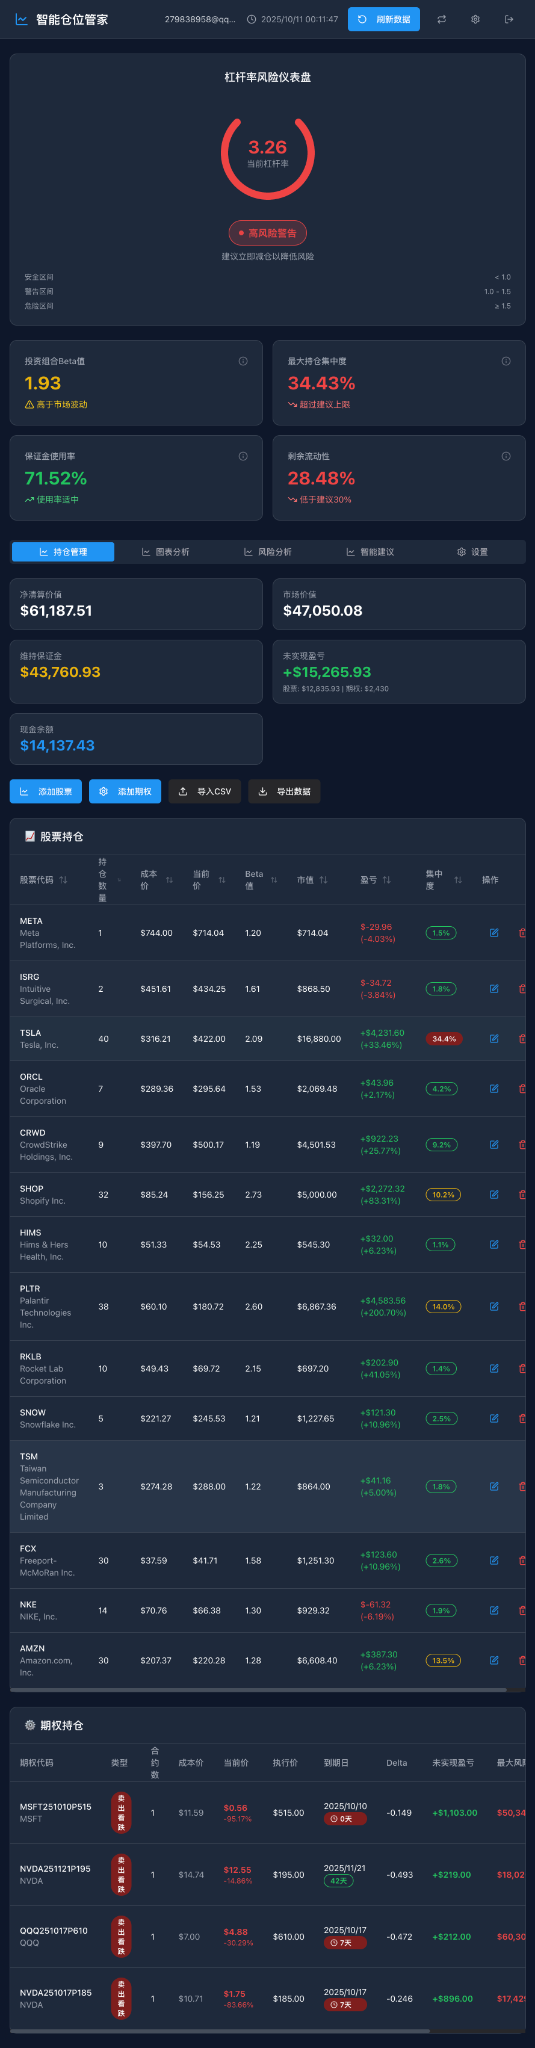 智能仓位管家 279838958@qq... 2025/10/11 00:11:47 刷新数据
杠杆率风险仪表盘
3.26
当前杠杆率
高风险警告
建议立即减仓以降低风险
安全区间 < 1.0
警告区间 1.0 - 1.5
危险区间 ≥ 1.5
投资组合Beta值
1.93
高于市场波动
最大持仓集中度
34.43%
超过建议上限
保证金使用率
71.52%
使用率适中
剩余流动性
28.48%
低于建议30%
持仓管理 图表分析 风险分析 智能建议 设置
净清算价值
$61,187.51
市场价值
$47,050.08
维持保证金
$43,760.93
未实现盈亏
+$15,265.93
股票: $12,835.93 | 期权: $2,430
现金余额
$14,137.43
添加股票 添加期权 导入CSV 导出数据
股票持仓
股票代码 持仓数量 成本价 当前价 Beta值 市值 盈亏 集中度 操作
META
Meta Platforms, Inc.
1 $744.00 $714.04 1.20 $714.04 $-29.96 (-4.03%) 1.5%
ISRG
Intuitive Surgical, Inc.
2 $451.61 $434.25 1.61 $868.50 $-34.72 (-3.84%) 1.8%
TSLA
Tesla, Inc.
40 $316.21 $422.00 2.09 $16,880.00 +$4,231.60 (+33.46%) 34.4%
ORCL
Oracle Corporation
7 $289.36 $295.64 1.53 $2,069.48 +$43.96 (+2.17%) 4.2%
CRWD
CrowdStrike Holdings, Inc.
9 $397.70 $500.17 1.19 $4,501.53 +$922.23 (+25.77%) 9.2%
SHOP
Shopify Inc.
32 $85.24 $156.25 2.73 $5,000.00 +$2,272.32 (+83.31%) 10.2%
HIMS
Hims & Hers Health, Inc.
10 $51.33 $54.53 2.25 $545.30 +$32.00 (+6.23%) 1.1%
PLTR
Palantir Technologies Inc.
38 $60.10 $180.72 2.60 $6,867.36 +$4,583.56 (+200.70%) 14.0%
RKLB
Rocket Lab Corporation
10 $49.43 $69.72 2.15 $697.20 +$202.90 (+41.05%) 1.4%
SNOW
Snowflake Inc.
5 $221.27 $245.53 1.21 $1,227.65 +$121.30 (+10.96%) 2.5%
TSM
Taiwan Semiconductor Manufacturing Company Limited
3 $274.28 $288.00 1.22 $864.00 +$41.16 (+5.00%) 1.8%
FCX
Freeport-McMoRan Inc.
30 $37.59 $41.71 1.58 $1,251.30 +$123.60 (+10.96%) 2.6%
NKE
NIKE, Inc.
14 $70.76 $66.38 1.30 $929.32 $-61.32 (-6.19%) 1.9%
AMZN
Amazon.com, Inc.
30 $207.37 $220.28 1.28 $6,608.40 +$387.30 (+6.23%) 13.5%
期权持仓
期权代码 类型 合约数 成本价 当前价 执行价 到期日 Delta 未实现盈亏 最大风
MSFT251010P515
MSFT
卖出看跌 1 $11.59 $0.56 -95.17% $515.00 2025/10/10 0天 -0.149 +$1,103.00 $50,34
NVDA251121P195
NVDA
卖出看跌 1 $14.74 $12.55 -14.86% $195.00 2025/11/21 42天 -0.493 +$219.00 $18,02
QQQ251017P610
QQQ
卖出看跌 1 $7.00 $4.88 -30.29% $610.00 2025/10/17 7天 -0.472 +$212.00 $60,30
NVDA251017P185
NVDA
卖出看跌 1 $10.71 $1.75 -83.66% $185.00 2025/10/17 7天 -0.246 +$896.00 $17,429